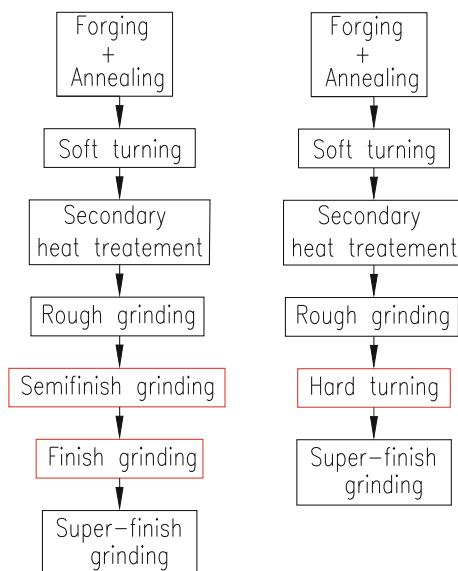 Forging
+
Annealing
Soft turning
Secondary
heat treatement
Rough grinding
Semifinish grinding
Finish grinding
Super-finish
grinding
Forging
+
Annealing
Soft turning
Secondary
heat treatement
Rough grinding
Hard turning
Super-finish
grinding